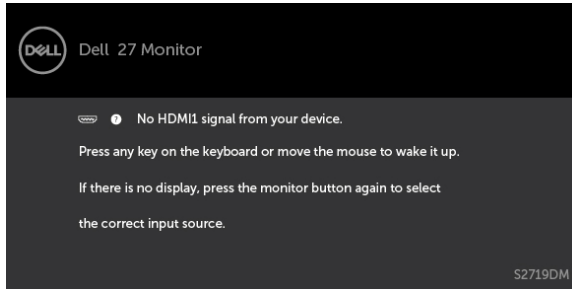 DELL
Dell 27 Monitor
? No HDMI1 signal from your device.
Press any key on the keyboard or move the mouse to wake it up.
If there is no display, press the monitor button again to select
the correct input source.
S2719DM